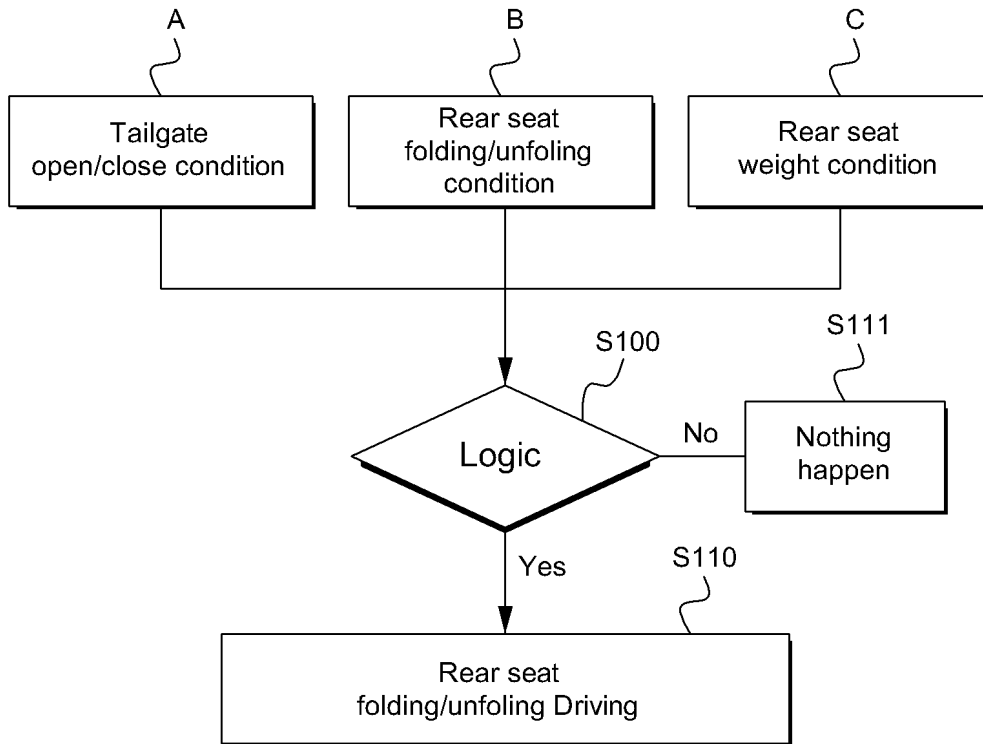 A
B
C
Tailgate
open/close condition
Rear seat
folding/unfoling
condition
Rear seat
weight condition
S100
S111
Logic
No
Nothing
happen
Yes
S110
Rear seat
folding/unfoling Driving